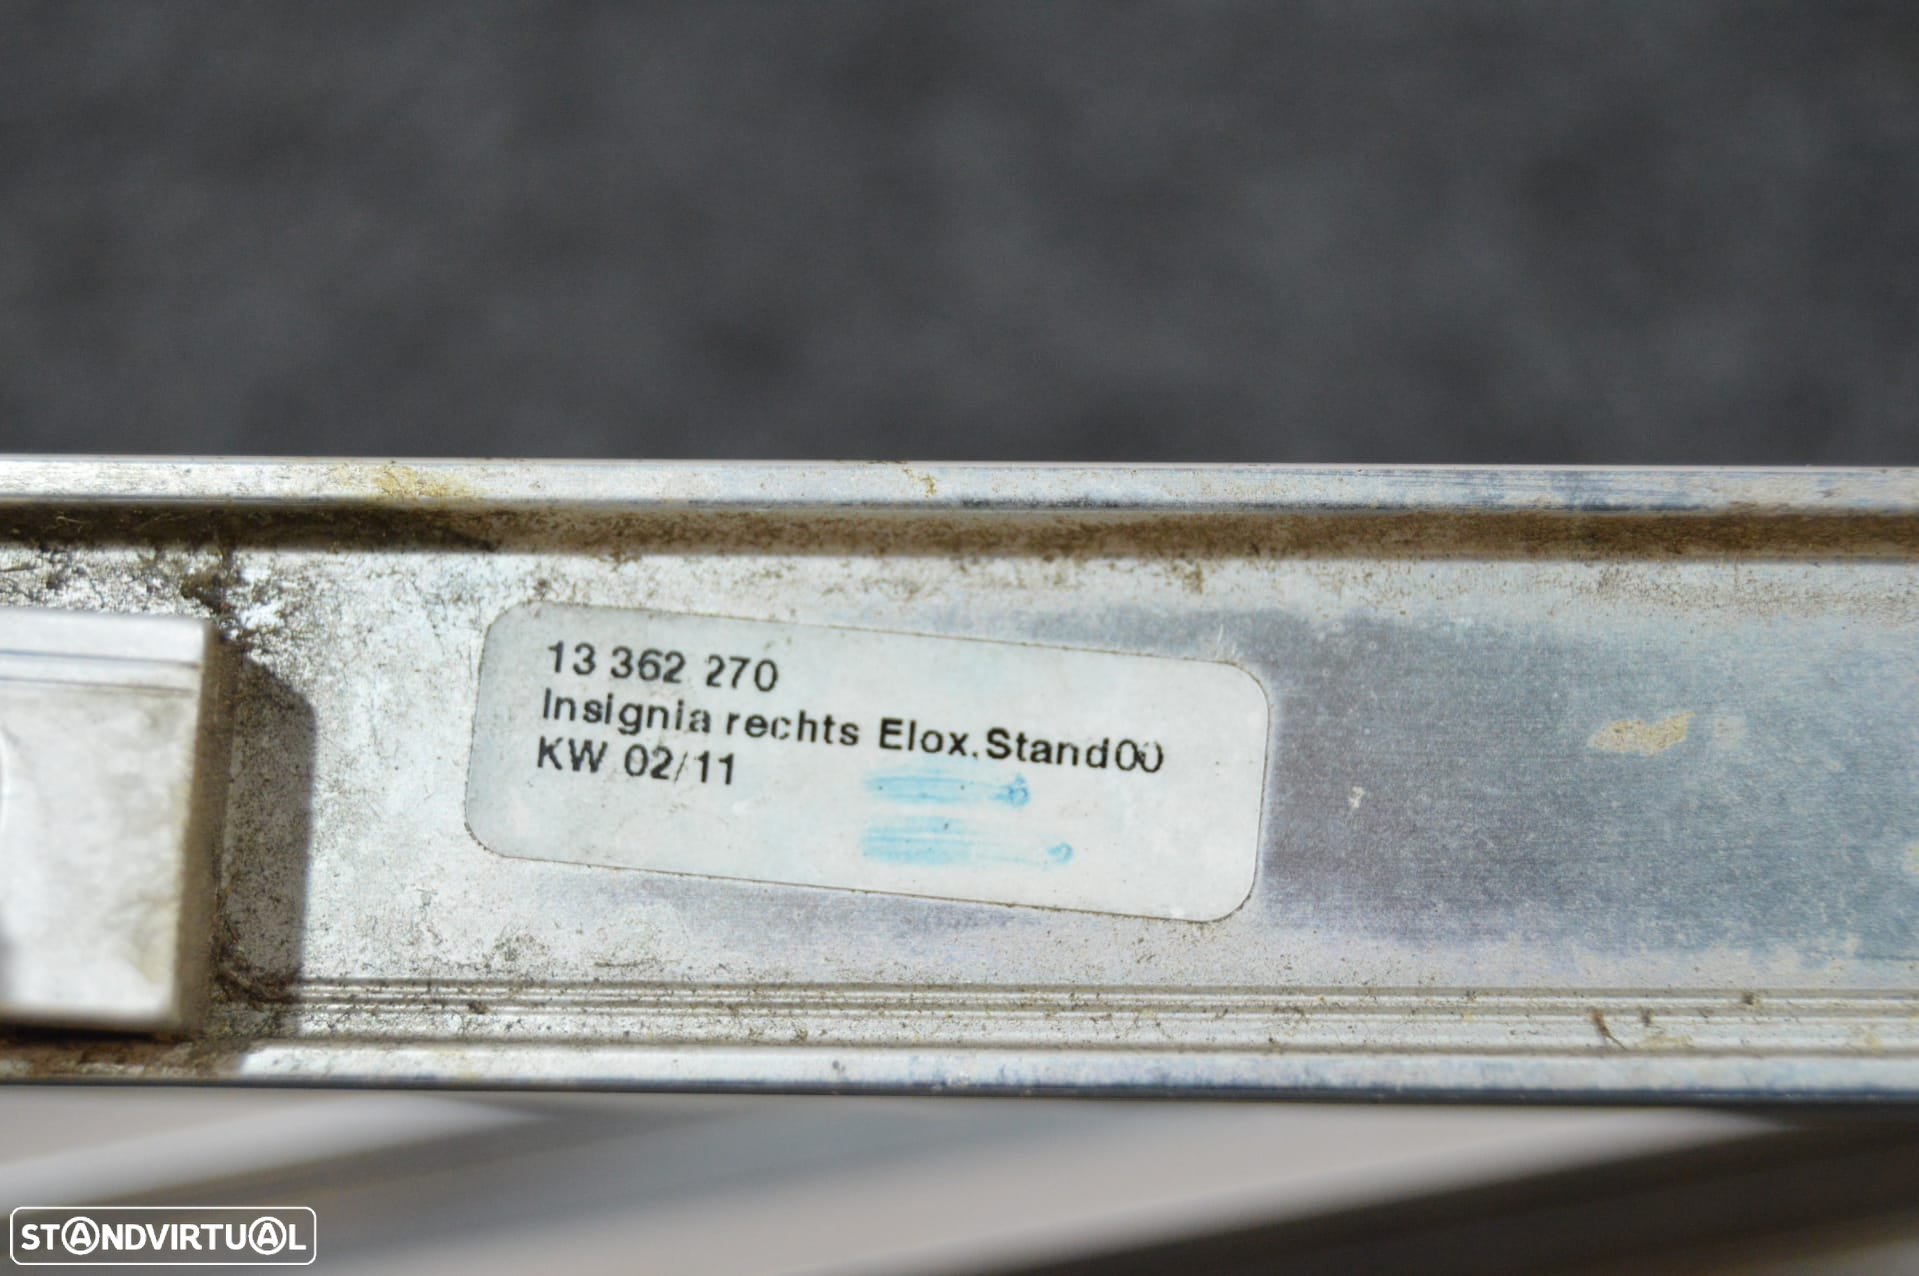 13 362 270
Insignia rechts Elox.Stand00
KW 02/11
STANDVIRTUAL